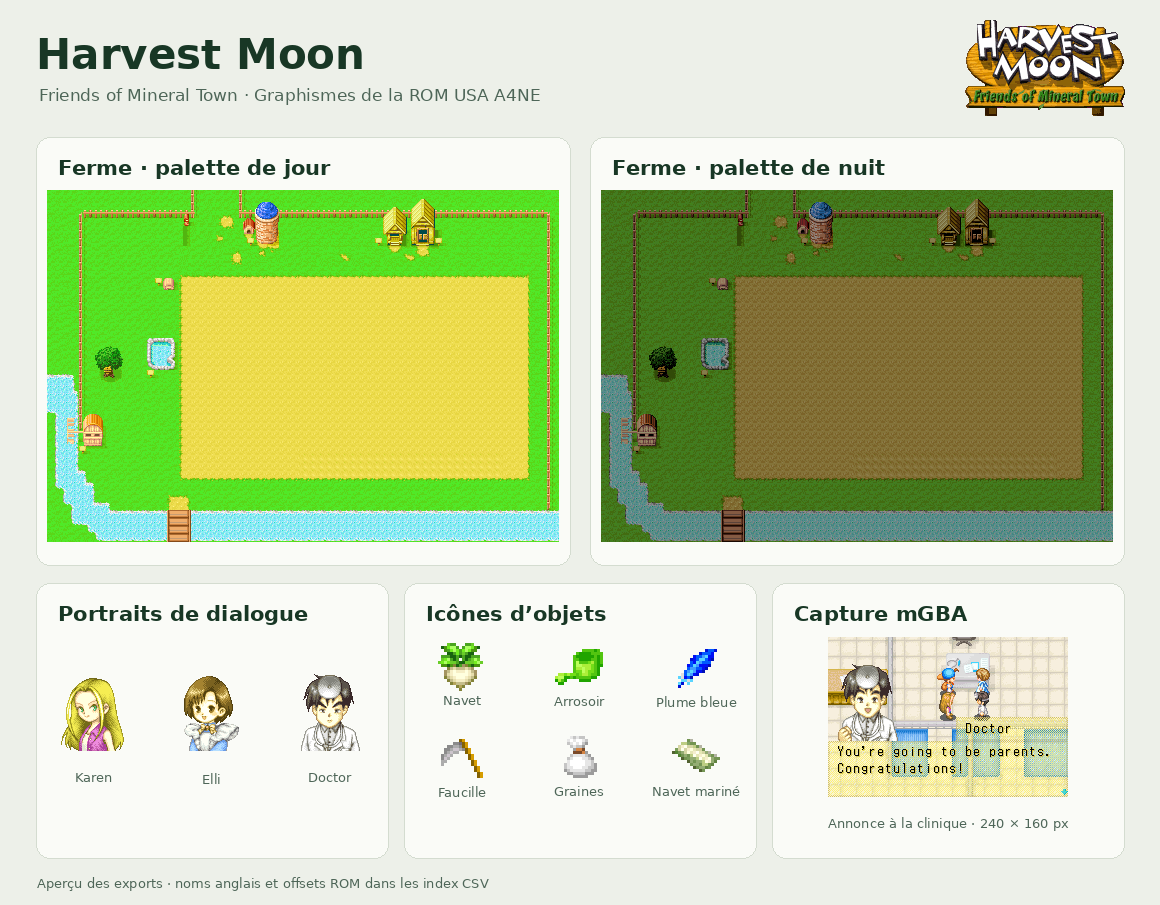 Harvest Moon
Friends of Mineral Town · Graphismes de la ROM USA A4NE
HARVEST
MOON
Friends of Mineral Town
Ferme · palette de jour
Ferme · palette de nuit
Portraits de dialogue
Karen
Elli
Doctor
Icônes d’objets
Navet
Arrosoir
Plume bleue
Faucille
Graines
Navet mariné
Capture mGBA
Doctor
You're going to be parents.
Congratulations!
Annonce à la clinique · 240 × 160 px
Aperçu des exports · noms anglais et offsets ROM dans les index CSV